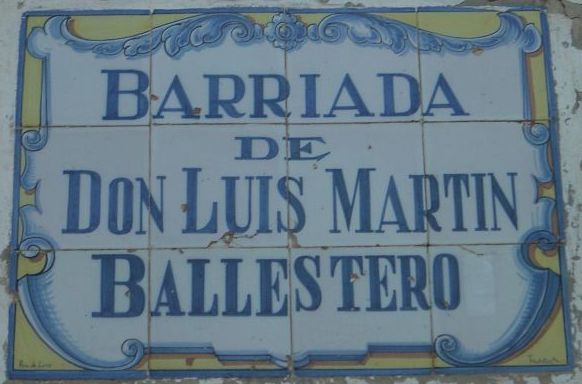 BARRIADA
DE
DON LUIS MARTIN
BALLESTERO